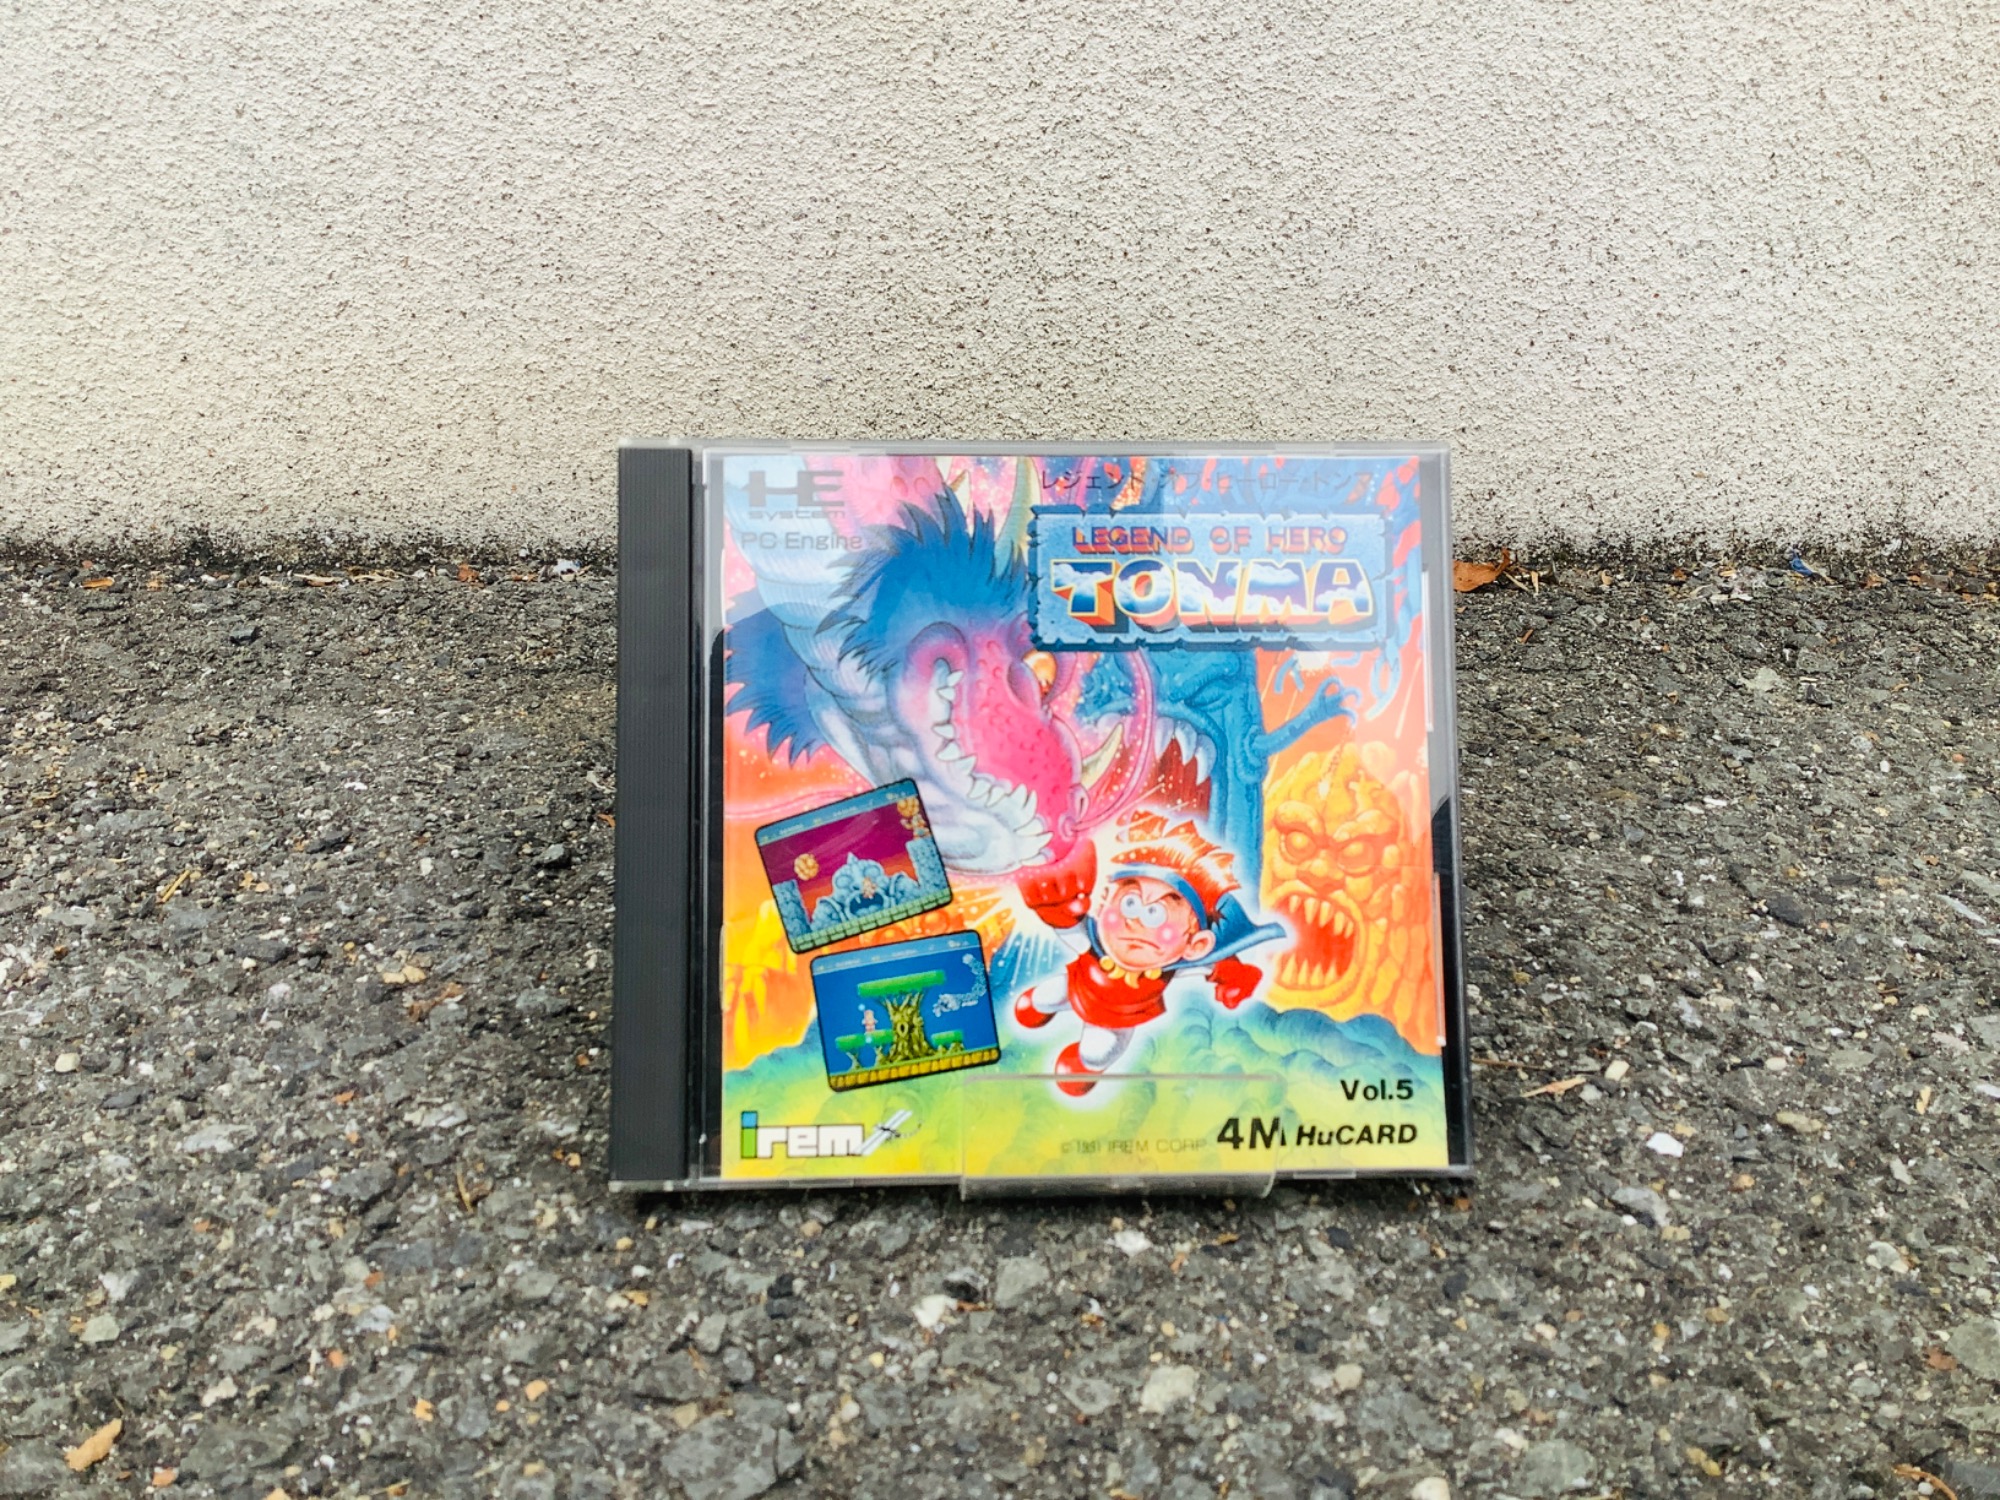 HE
system
PC Engine
レジェンド・オブ・ヒーロー・トンマ
LEGEND OF HERO
TONMA
Vol.5
irem
© 1991 IREM CORP
4M HuCARD